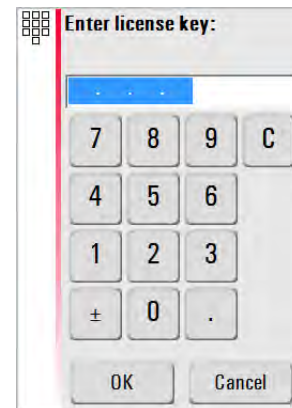 Enter license key:
. . .
7 8 9 C
4 5 6
1 2 3
± 0 .
OK Cancel